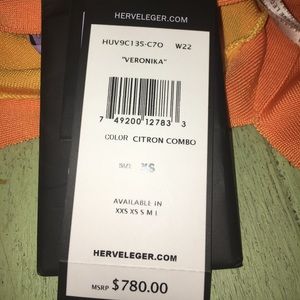 HERVELEGER.COM
HUV9C135-C7O W22
"VERONIKA"
7 49200 12783 3
COLOR CITRON COMBO
SIZE XS
AVAILABLE IN
XXS XS S M L
HERVELEGER.COM
MSRP $780.00